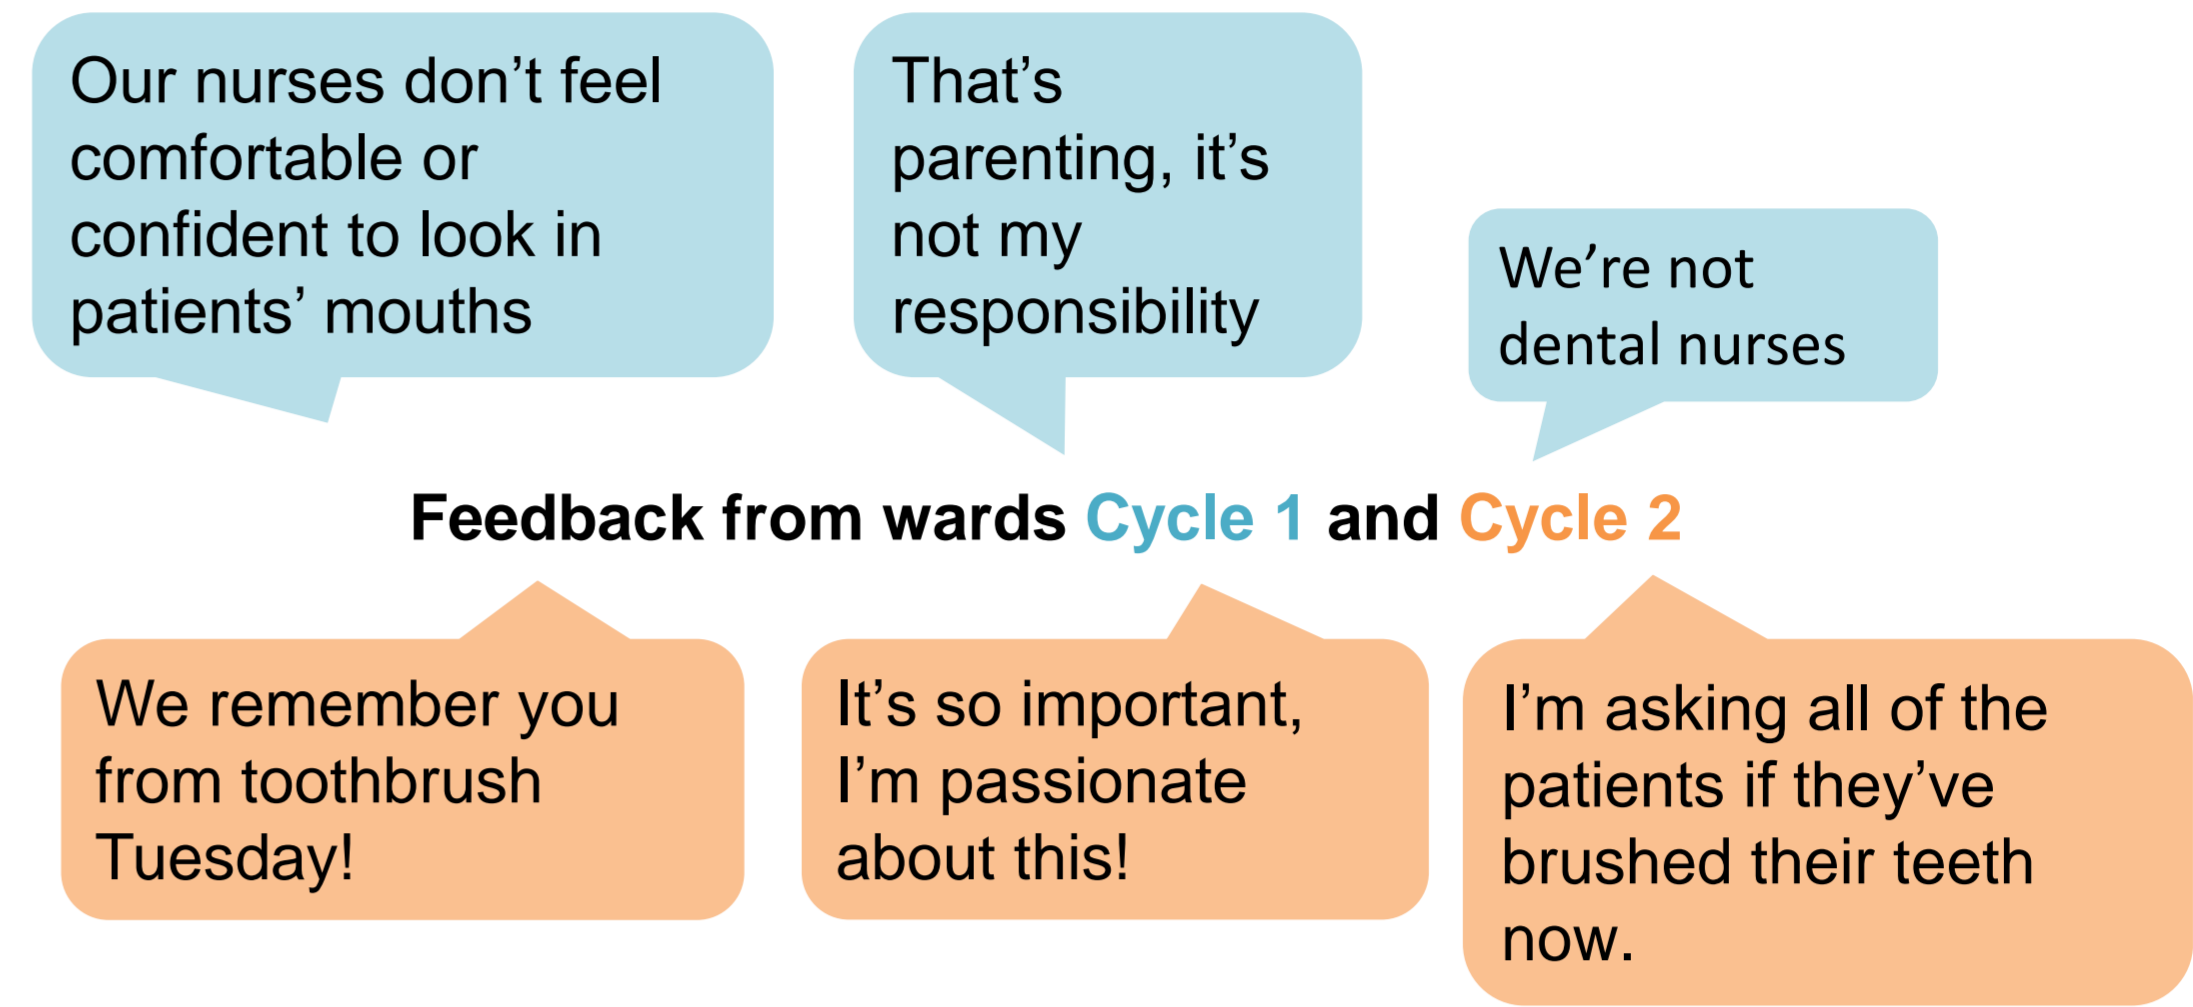 Our nurses don’t feel
comfortable or
confident to look in
patients’ mouths
That’s
parenting, it’s
not my
responsibility
We’re not
dental nurses
Feedback from wards Cycle 1 and Cycle 2
We remember you
from toothbrush
Tuesday!
It’s so important,
I’m passionate
about this!
I’m asking all of the
patients if they’ve
brushed their teeth
now.